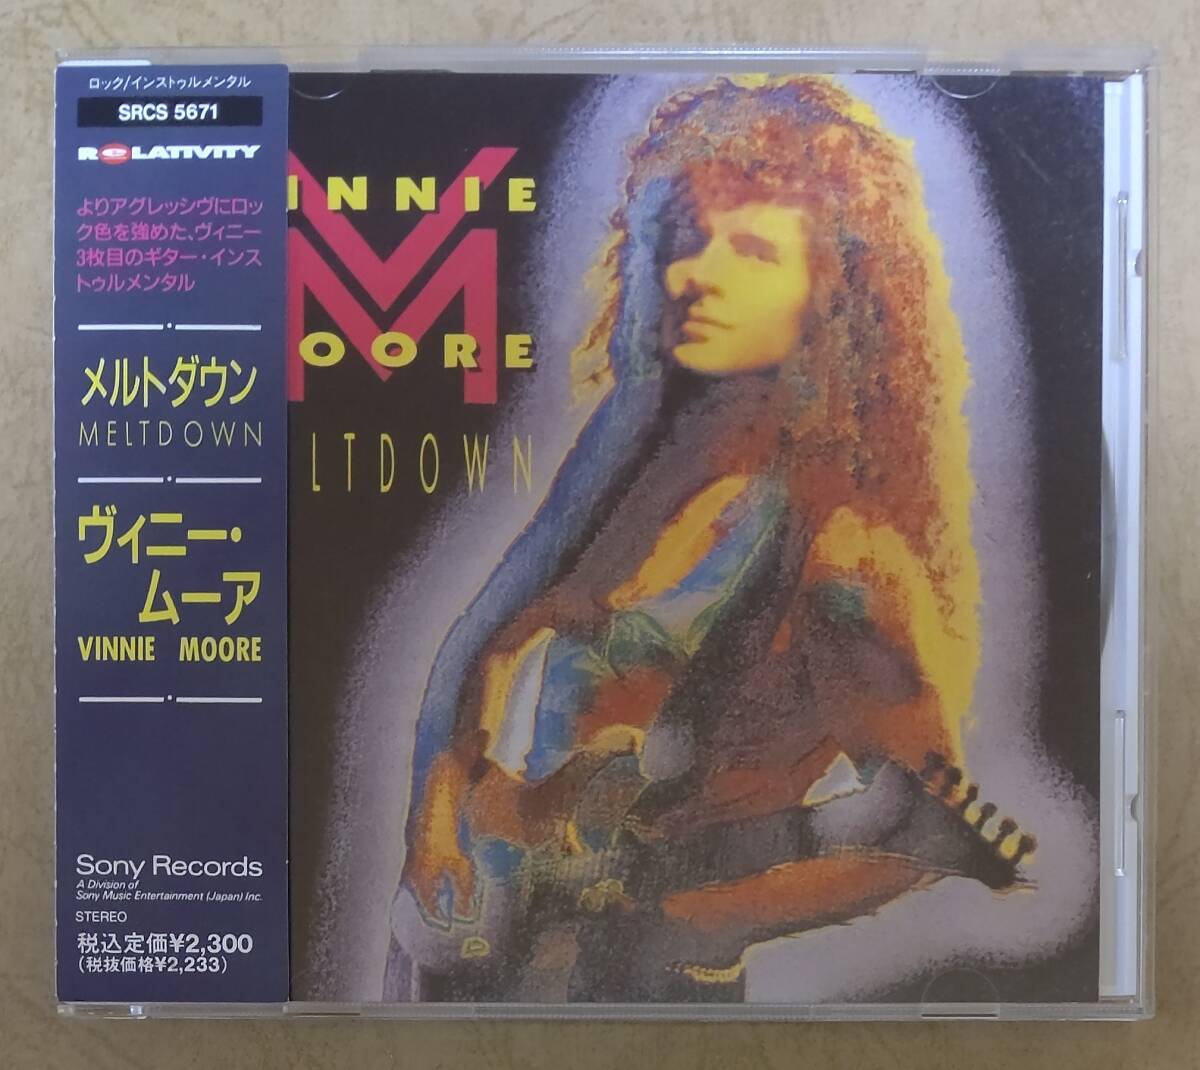 ロック/インストゥルメンタル
SRCS 5671
RELATIVITY
よりアグレッシヴにロッ
ク色を強めた、ヴィニー
3枚目のギター・インス
トゥルメンタル
メルトダウン
MELTDOWN
ヴィニー・
ムーア
VINNIE MOORE
Sony Records
A Division of
Sony Music Entertainment (Japan) Inc.
STEREO
税込定価¥2,300
(税抜価格¥2,233)
VM
INNIE
OORE
LTDOWN